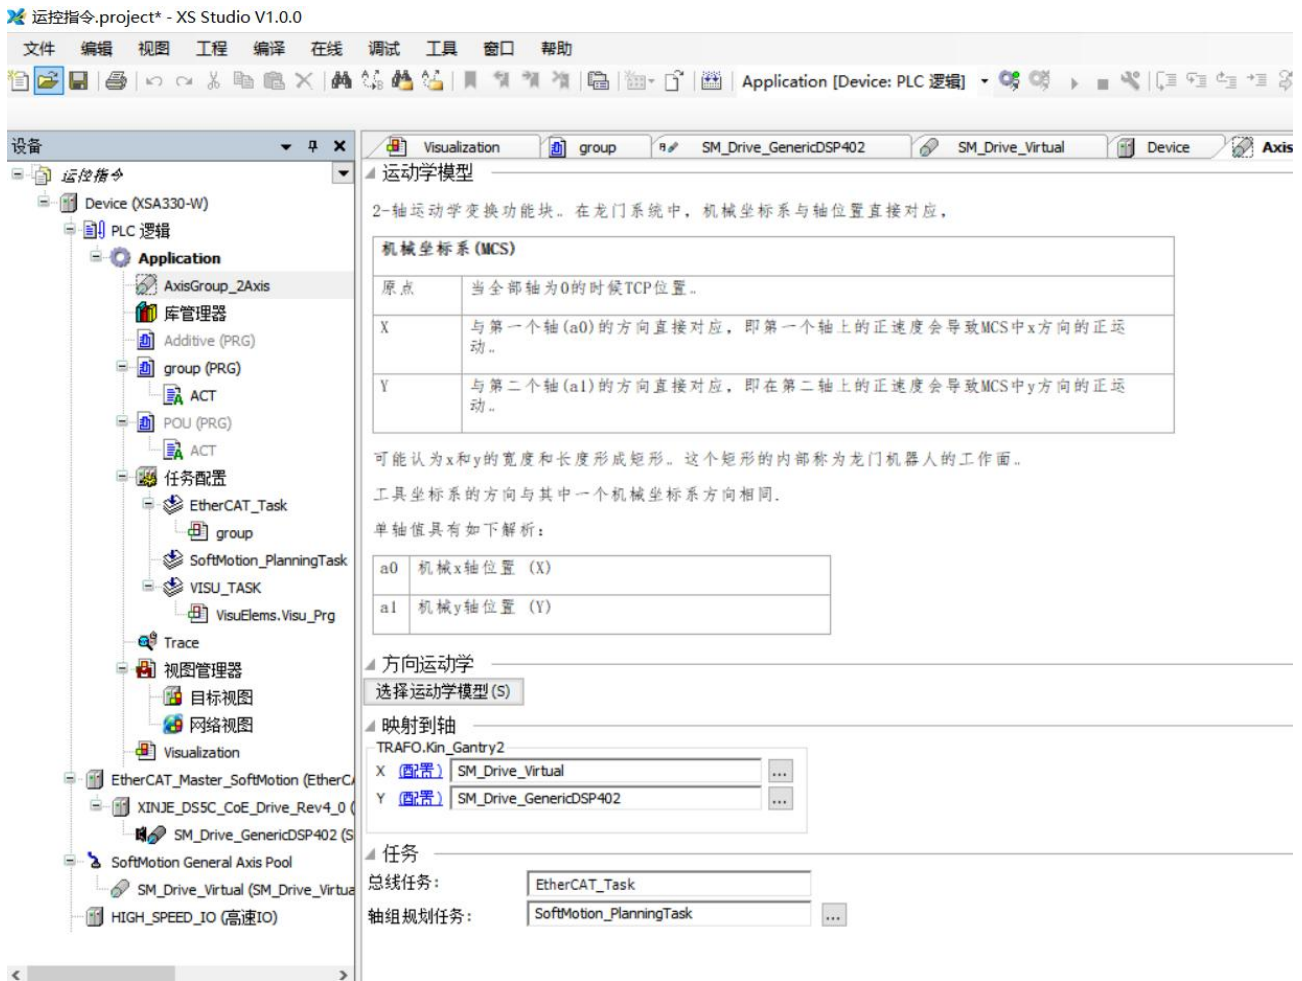 运控指令.project* - XS Studio V1.0.0
文件 编辑 视图 工程 编译 在线 调试 工具 窗口 帮助
Application [Device: PLC 逻辑]
设备
运控指令
Device (XSA330-W)
PLC 逻辑
Application
AxisGroup_2Axis
库管理器
Additive (PRG)
group (PRG)
ACT
POU (PRG)
ACT
任务配置
EtherCAT_Task
group
SoftMotion_PlanningTask
VISU_TASK
VisuElems.Visu_Prg
Trace
视图管理器
目标视图
网络视图
Visualization
EtherCAT_Master_SoftMotion (EtherCA
XINJE_DS5C_CoE_Drive_Rev4_0 (
SM_Drive_GenericDSP402 (S
SoftMotion General Axis Pool
SM_Drive_Virtual (SM_Drive_Virtua
HIGH_SPEED_IO (高速IO)
Visualization group SM_Drive_GenericDSP402 SM_Drive_Virtual Device Axis
运动学模型
2-轴运动学变换功能块。在龙门系统中，机械坐标系与轴位置直接对应，
机械坐标系(MCS)
原点 当全部轴为0的时候TCP位置。
X 与第一个轴(a0)的方向直接对应，即第一个轴上的正速度会导致MCS中x方向的正运
动。
Y 与第二个轴(a1)的方向直接对应，即在第二轴上的正速度会导致MCS中y方向的正运
动。
可能认为x和y的宽度和长度形成矩形。这个矩形的内部称为龙门机器人的工作面。
工具坐标系的方向与其中一个机械坐标系方向相同.
单轴值具有如下解析：
a0 机械x轴位置 (X)
a1 机械y轴位置 (Y)
方向运动学
选择运动学模型(S)
映射到轴
TRAFO.Kin_Gantry2
X (配置) SM_Drive_Virtual ...
Y (配置) SM_Drive_GenericDSP402 ...
任务
总线任务: EtherCAT_Task
轴组规划任务: SoftMotion_PlanningTask ...